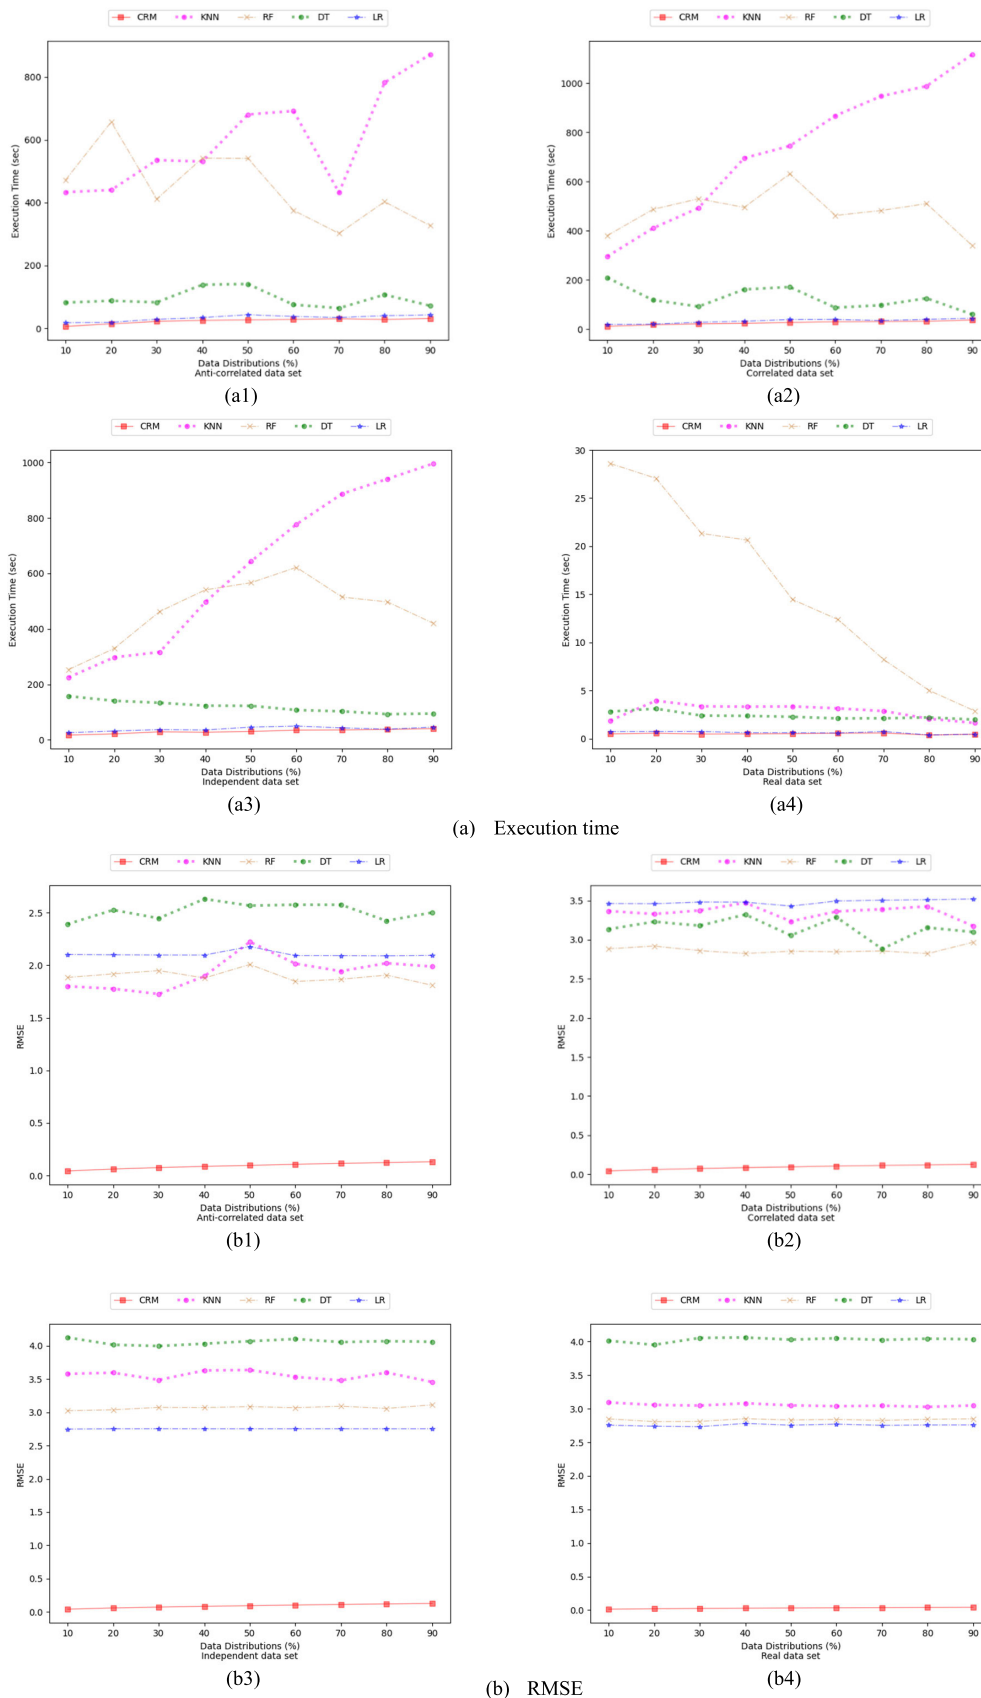 CRM KNN RF DT LR
CRM KNN RF DT LR
Execution Time (sec)
800
600
400
200
0
10 20 30 40 50 60 70 80 90
Data Distributions (%)
Anti-correlated data set
(a1)
Execution Time (sec)
1000
800
600
400
200
0
10 20 30 40 50 60 70 80 90
Data Distributions (%)
Correlated data set
(a2)
CRM KNN RF DT LR
CRM KNN RF DT LR
Execution Time (sec)
1000
800
600
400
200
0
10 20 30 40 50 60 70 80 90
Data Distributions (%)
Independent data set
(a3)
Execution Time (sec)
30
25
20
15
10
5
0
10 20 30 40 50 60 70 80 90
Data Distributions (%)
Real data set
(a4)
(a) Execution time
CRM KNN RF DT LR
CRM KNN RF DT LR
RMSE
2.5
2.0
1.5
1.0
0.5
0.0
10 20 30 40 50 60 70 80 90
Data Distributions (%)
Anti-correlated data set
(b1)
RMSE
3.5
3.0
2.5
2.0
1.5
1.0
0.5
0.0
10 20 30 40 50 60 70 80 90
Data Distributions (%)
Correlated data set
(b2)
CRM KNN RF DT LR
CRM KNN RF DT LR
RMSE
4.0
3.5
3.0
2.5
2.0
1.5
1.0
0.5
0.0
10 20 30 40 50 60 70 80 90
Data Distributions (%)
Independent data set
(b3)
RMSE
4.0
3.5
3.0
2.5
2.0
1.5
1.0
0.5
0.0
10 20 30 40 50 60 70 80 90
Data Distributions (%)
Real data set
(b4)
(b) RMSE